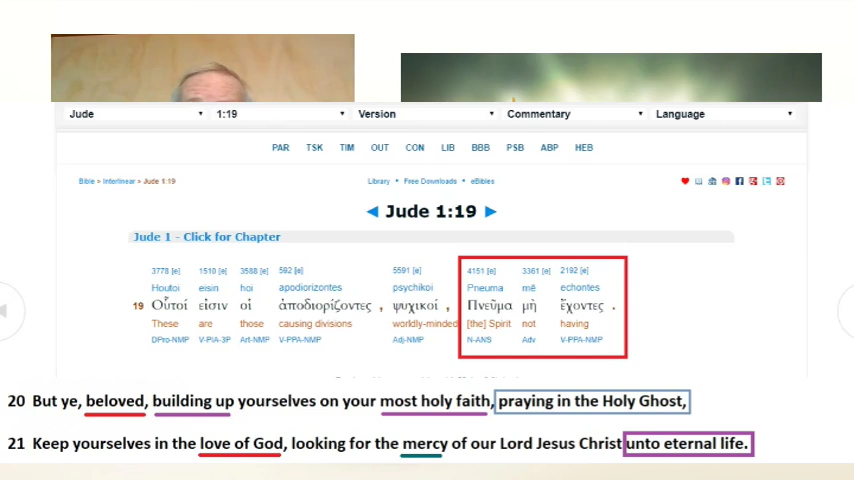 Jude 1:19 Version Commentary Language
PAR TSK TIM OUT CON LIB BBB PSB ABP HEB
Bible > Interlinear > Jude 1:19 Library • Free Downloads • eBibles
◄ Jude 1:19 ►
Jude 1 - Click for Chapter
3778 [e] 1510 [e] 3588 [e] 592 [e] 5591 [e] 4151 [e] 3361 [e] 2192 [e]
Houtoi eisin hoi apodiorizontes psychikoi Pneuma mē echontes
19 Οὗτοί εἰσιν οἱ ἀποδιορίζοντες , ψυχικοί , Πνεῦμα μὴ ἔχοντες .
These are those causing divisions worldly-minded [the] Spirit not having
DPro-NMP V-PIA-3P Art-NMP V-PPA-NMP Adj-NMP N-ANS Adv V-PPA-NMP
20 But ye, beloved, building up yourselves on your most holy faith, praying in the Holy Ghost,
21 Keep yourselves in the love of God, looking for the mercy of our Lord Jesus Christ unto eternal life.